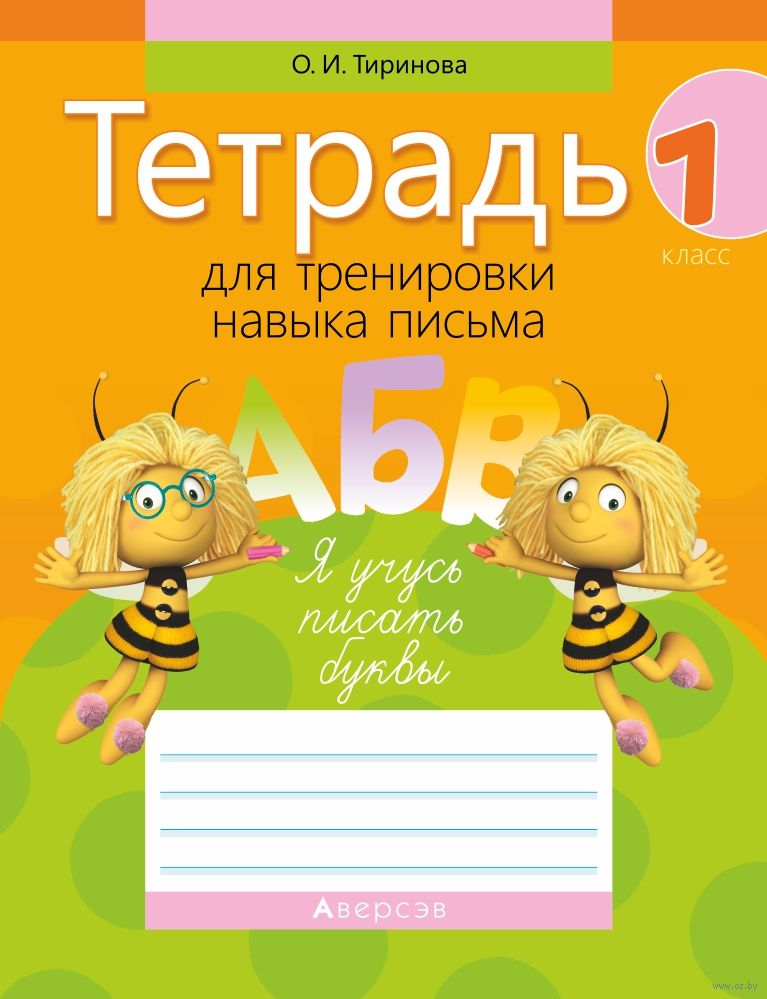 О. И. Тиринова
Тетрадь
1
класс
для тренировки
навыка письма
АБВ
Я учусь
писать
буквы
Аверсэв
www.oz.by